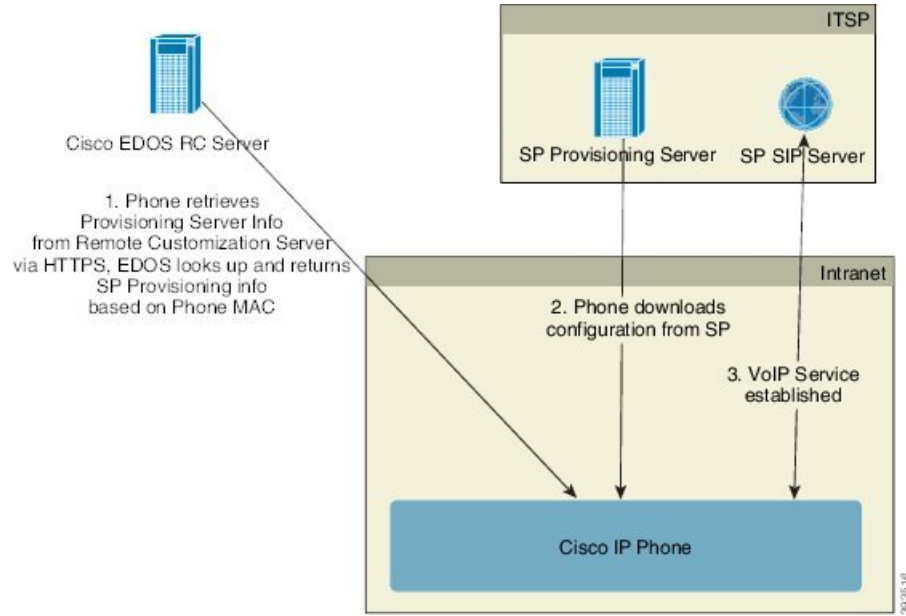 ITSP
Cisco EDOS RC Server
SP Provisioning Server
SP SIP Server
1. Phone retrieves
Provisioning Server Info
from Remote Customization Server
via HTTPS, EDOS looks up and returns
SP Provisioning info
based on Phone MAC
Intranet
2. Phone downloads
configuration from SP
3. VoIP Service
established
Cisco IP Phone